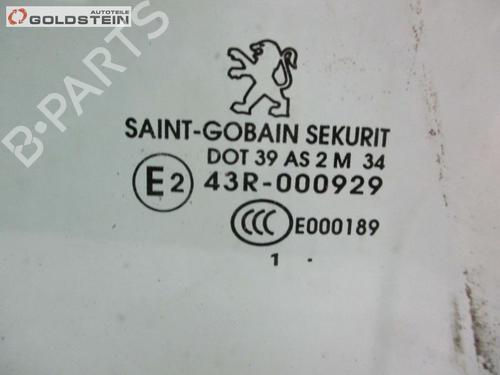 AUTOTEILE
GOLDSTEIN
B-PARTS
SAINT-GOBAIN SEKURIT
DOT 39 AS 2 M 34
E2 43R-000929
CCC E000189
1 .